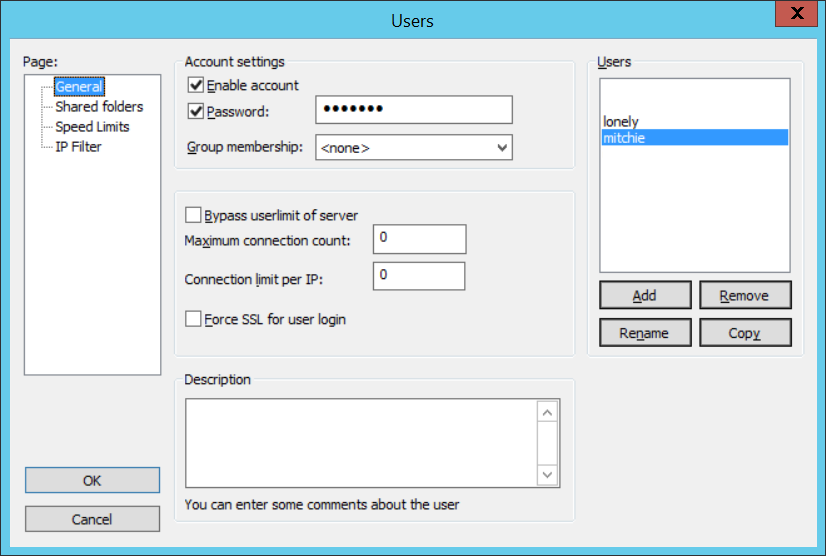 Users
X
Page:
General
Shared folders
Speed Limits
IP Filter
OK
Cancel
Account settings
Enable account
Password: •••••••
Group membership: <none>
Bypass userlimit of server
Maximum connection count: 0
Connection limit per IP: 0
Force SSL for user login
Description
You can enter some comments about the user
Users
lonely
mitchie
Add Remove
Rename Copy